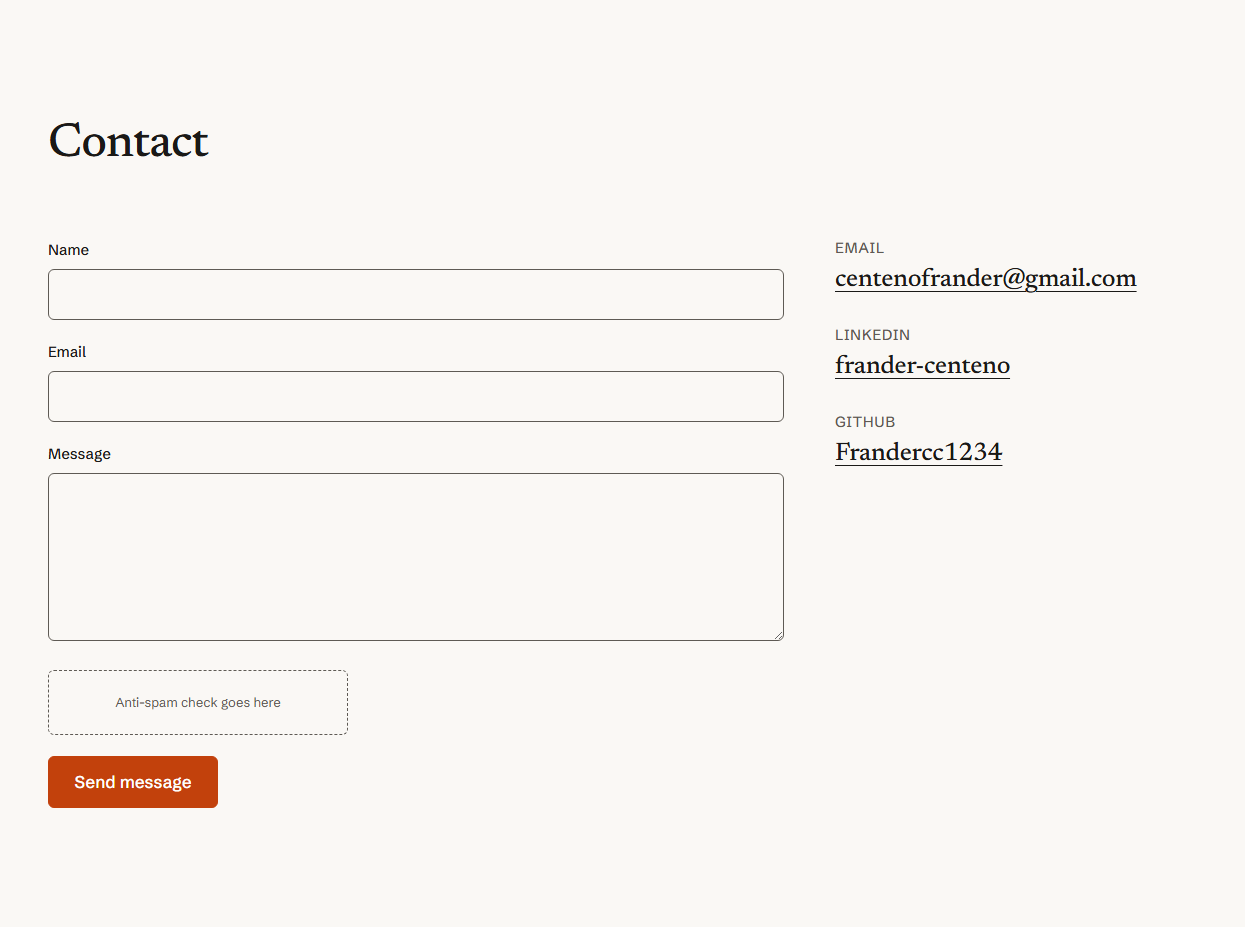 Contact
Name
Email
Message
Anti-spam check goes here
Send message
EMAIL
centenofrander@gmail.com
LINKEDIN
frander-centeno
GITHUB
Frandercc1234